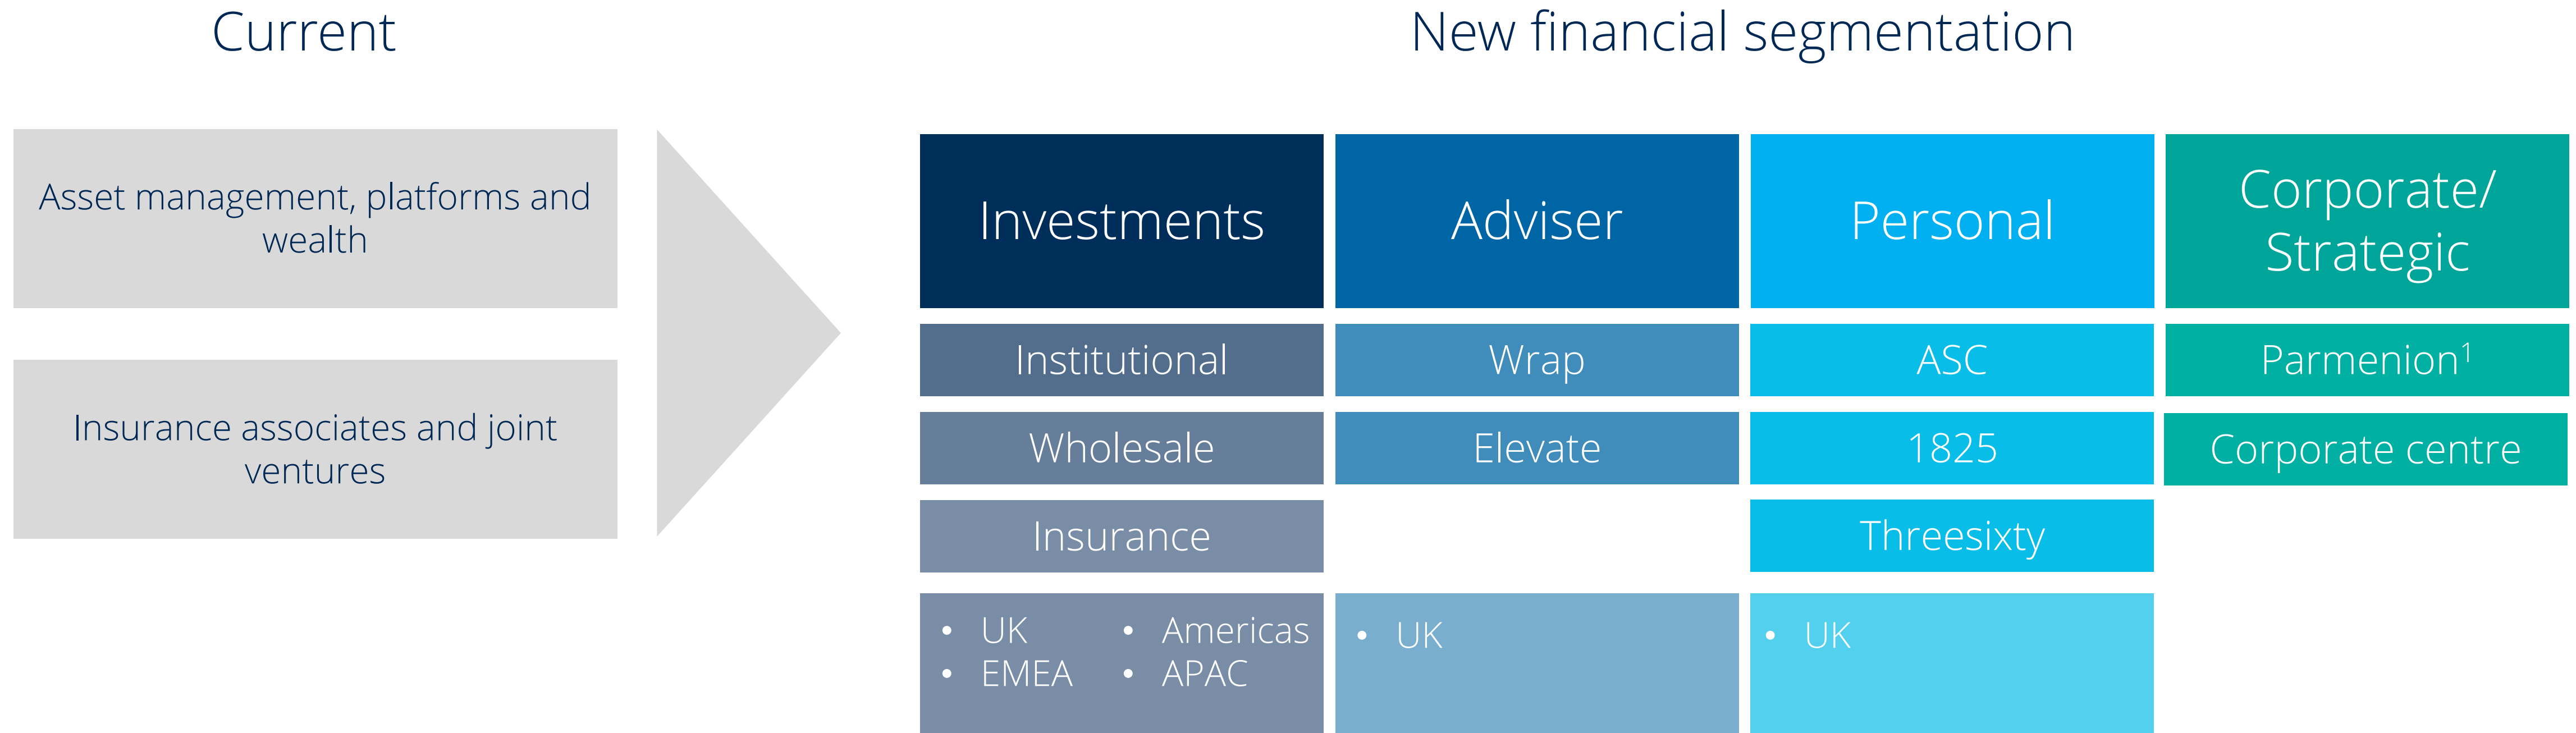 Current
New financial segmentation
Asset management, platforms and
wealth
Insurance associates and joint
ventures
Investments
Institutional
Wholesale
Insurance
• UK
• EMEA
• Americas
• APAC
Adviser
Wrap
Elevate
• UK
Personal
ASC
1825
Threesixty
• UK
Corporate/
Strategic
Parmenion¹
Corporate centre